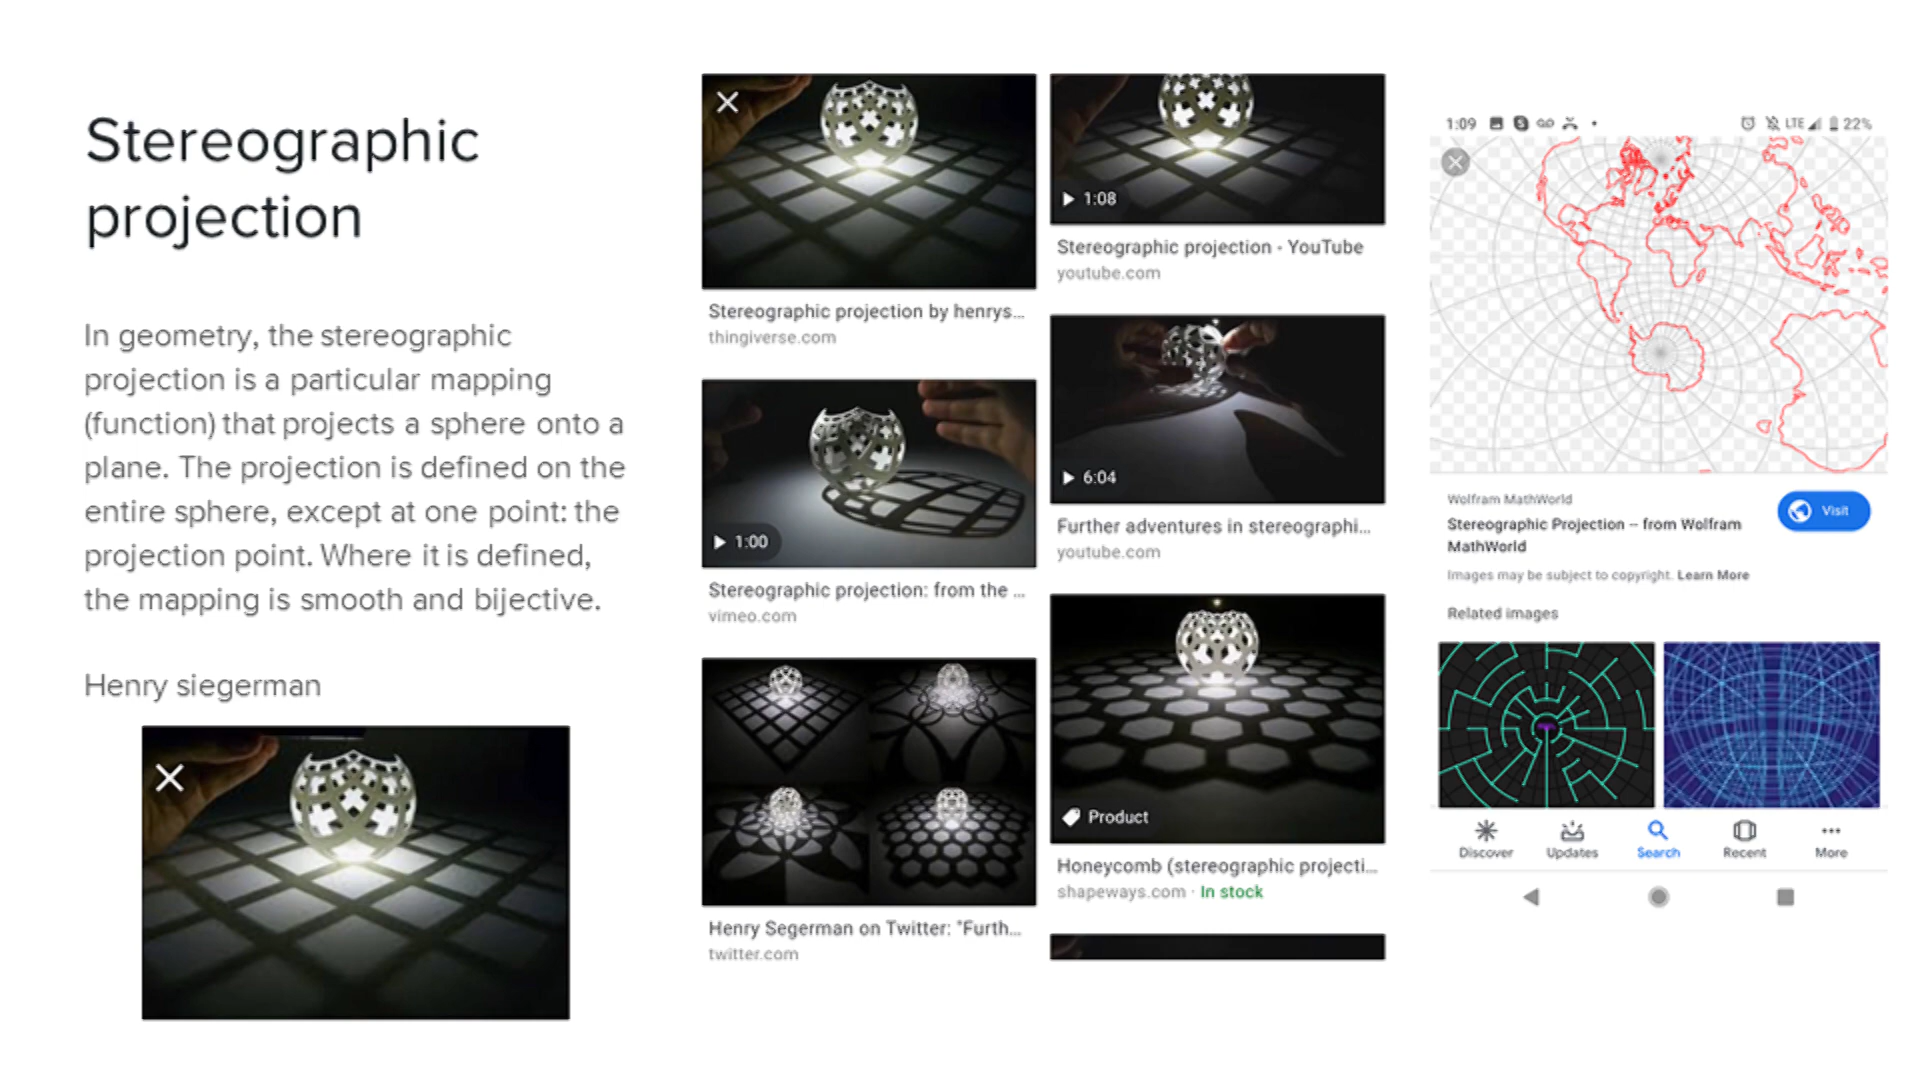 Stereographic
projection
In geometry, the stereographic
projection is a particular mapping
(function) that projects a sphere onto a
plane. The projection is defined on the
entire sphere, except at one point: the
projection point. Where it is defined,
the mapping is smooth and bijective.
Henry siegerman
Stereographic projection by henrys...
thingiverse.com
1:00
Stereographic projection: from the ...
vimeo.com
Henry Segerman on Twitter: "Furth...
twitter.com
1:08
Stereographic projection - YouTube
youtube.com
6:04
Further adventures in stereographi...
youtube.com
Product
Honeycomb (stereographic projecti...
shapeways.com · In stock
1:09 LTE 22%
Wolfram MathWorld
Stereographic Projection -- from Wolfram
MathWorld
Visit
Images may be subject to copyright. Learn More
Related images
Discover Updates Search Recent More